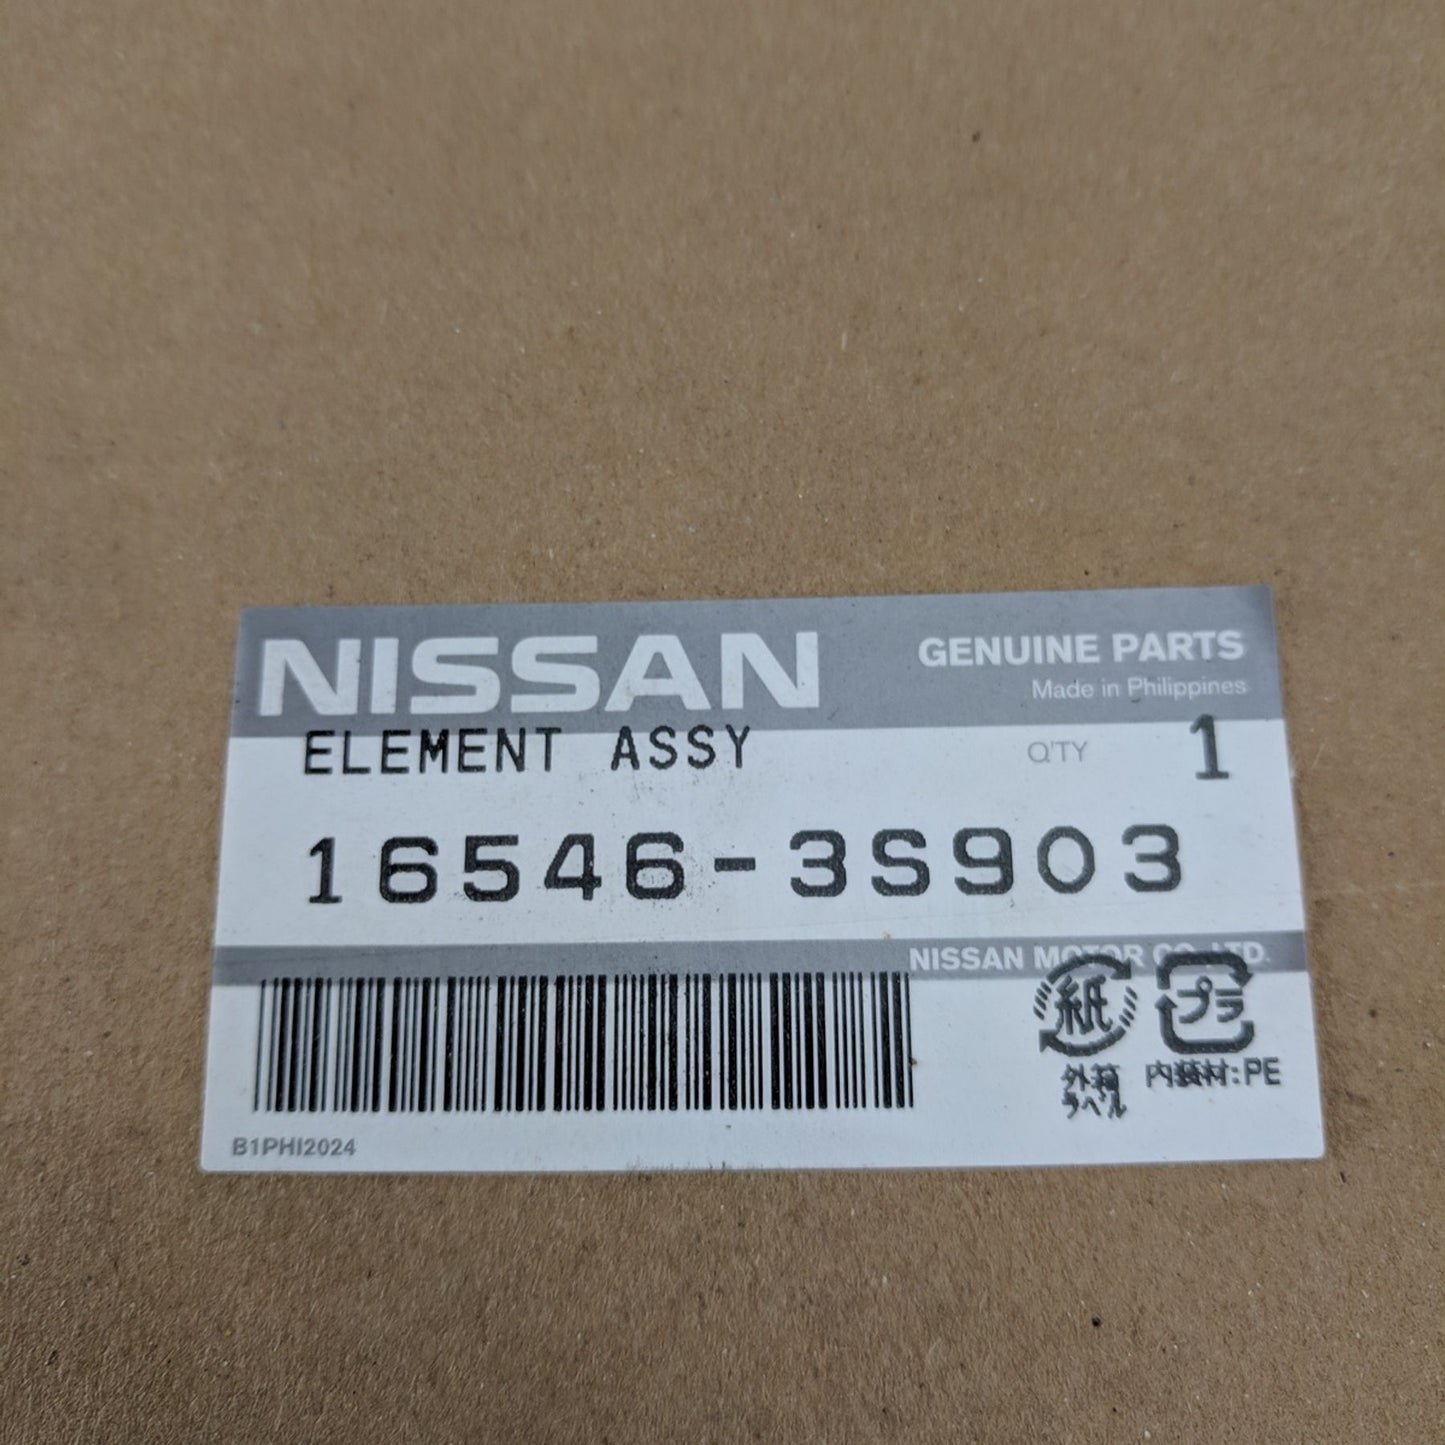 NISSAN
GENUINE PARTS
Made in Philippines
ELEMENT ASSY
Q'TY 1
16546-3S903
NISSAN MOTOR CO.,LTD.
紙 プラ
外箱 内装材:PE
ラベル
B1PHI2024